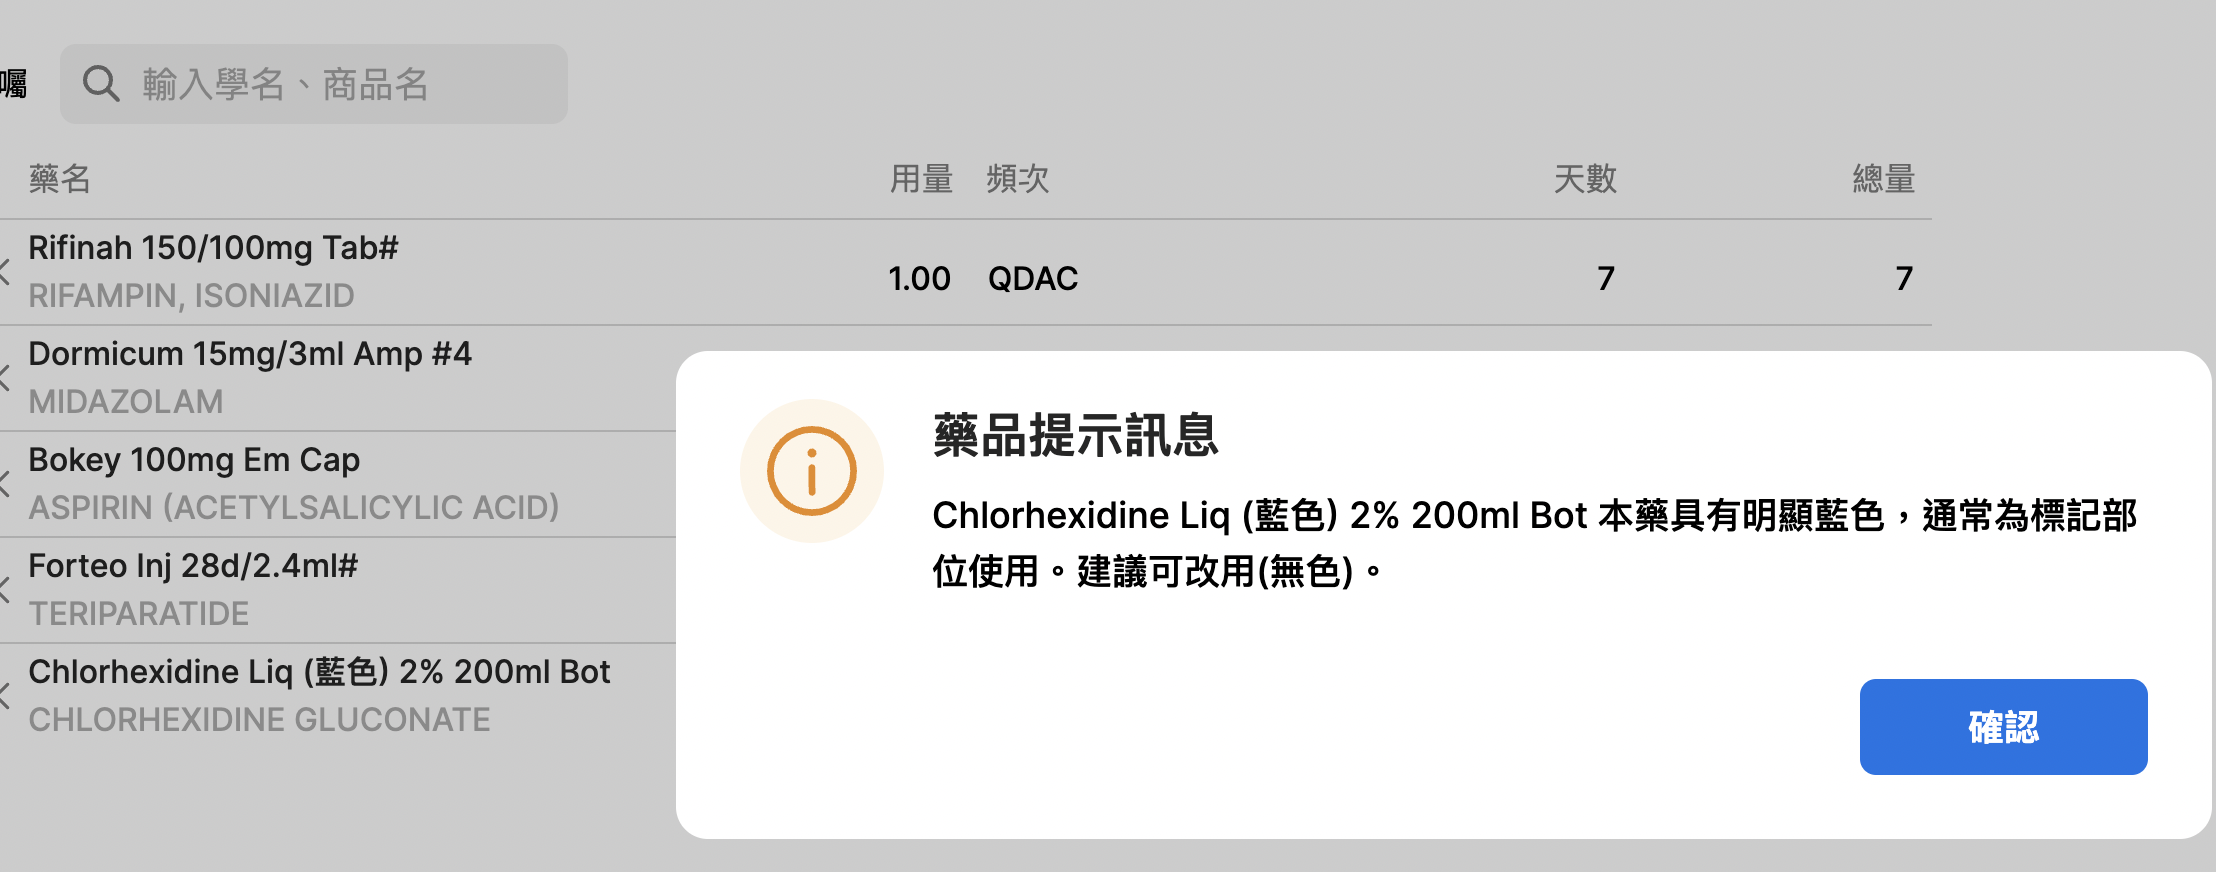 囑
輸入學名、商品名
藥名 用量 頻次 天數 總量
Rifinah 150/100mg Tab#
RIFAMPIN, ISONIAZID
1.00 QDAC 7 7
Dormicum 15mg/3ml Amp #4
MIDAZOLAM
Bokey 100mg Em Cap
ASPIRIN (ACETYLSALICYLIC ACID)
Forteo Inj 28d/2.4ml#
TERIPARATIDE
Chlorhexidine Liq (藍色) 2% 200ml Bot
CHLORHEXIDINE GLUCONATE
藥品提示訊息
Chlorhexidine Liq (藍色) 2% 200ml Bot 本藥具有明顯藍色，通常為標記部
位使用。建議可改用(無色)。
確認